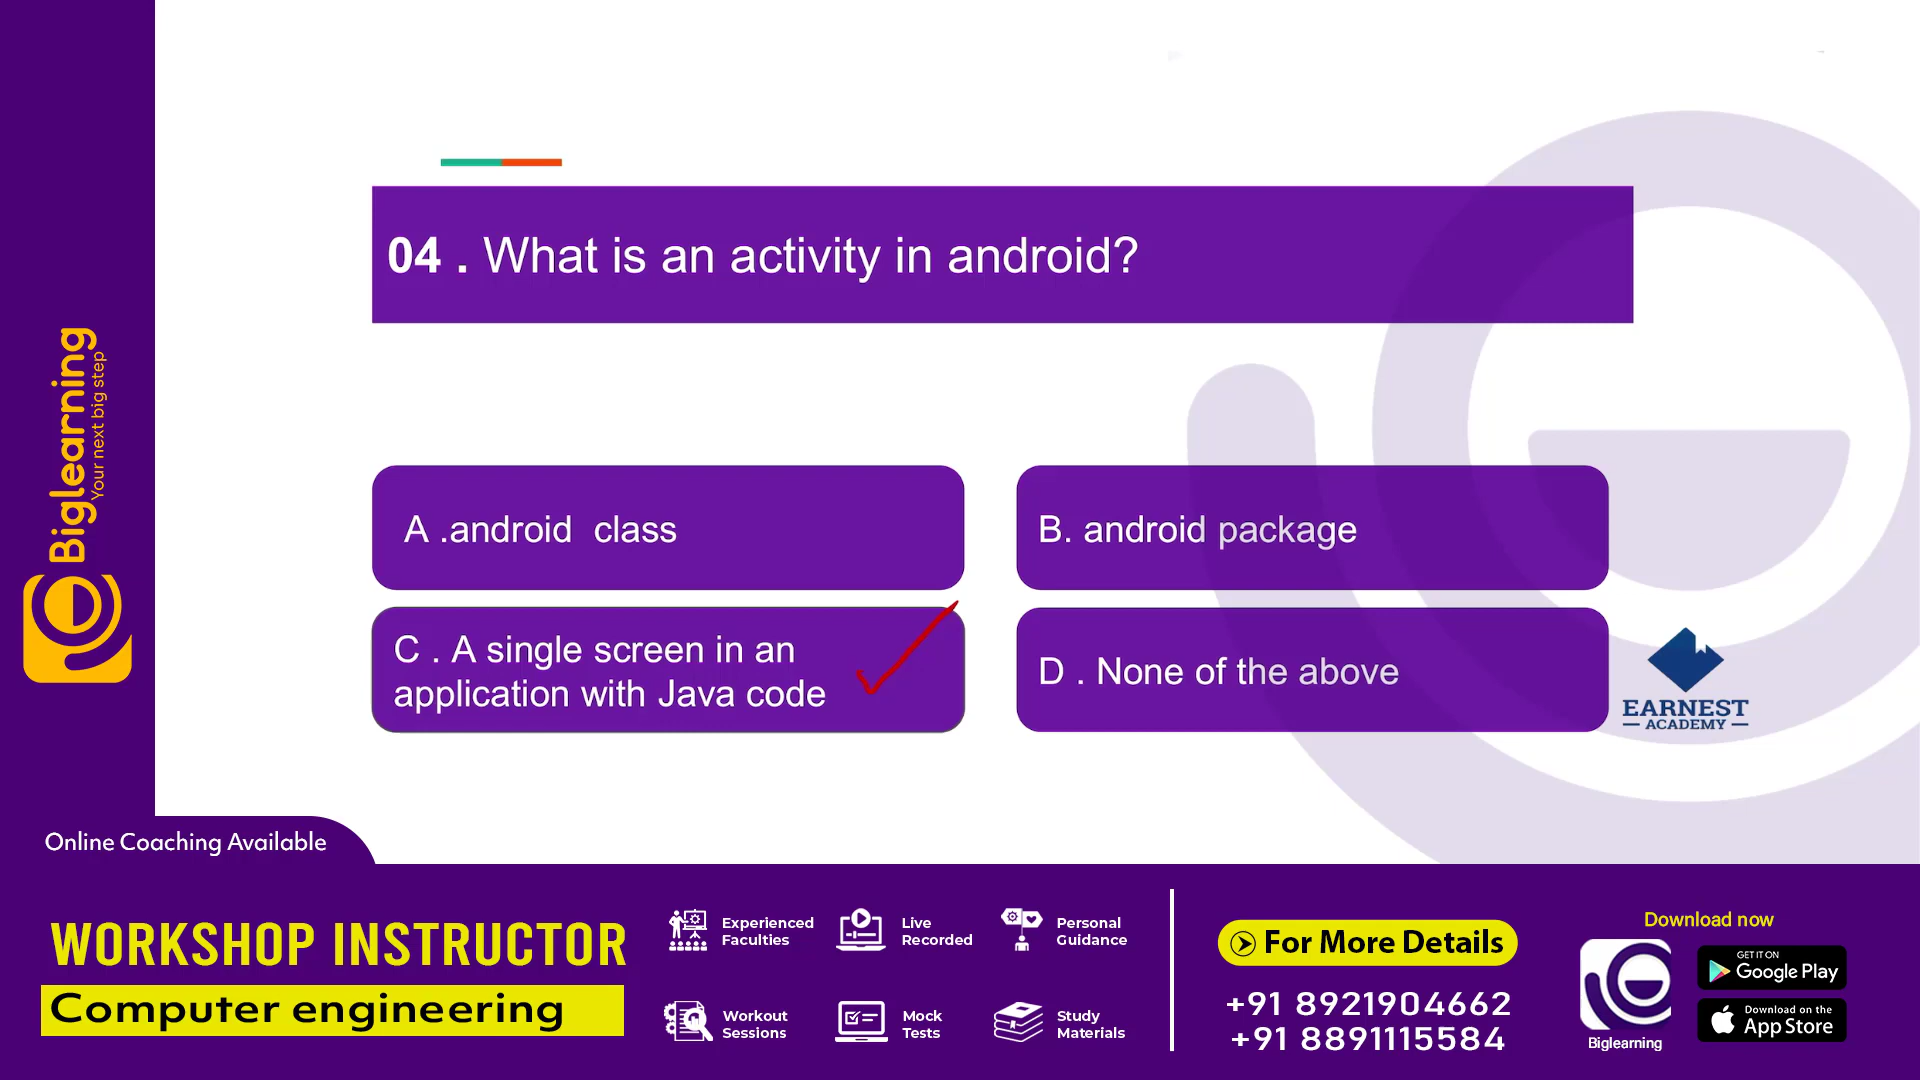 04 . What is an activity in android?
A .android class
B. android package
C . A single screen in an
application with Java code
D . None of the above
Biglearning
Your next big step
EARNEST
ACADEMY
Online Coaching Available
WORKSHOP INSTRUCTOR
Computer engineering
Experienced
Faculties
Live
Recorded
Personal
Guidance
Workout
Sessions
Mock
Tests
Study
Materials
For More Details
+91 8921904662
+91 8891115584
Download now
Biglearning
GET IT ON
Google Play
Download on the
App Store